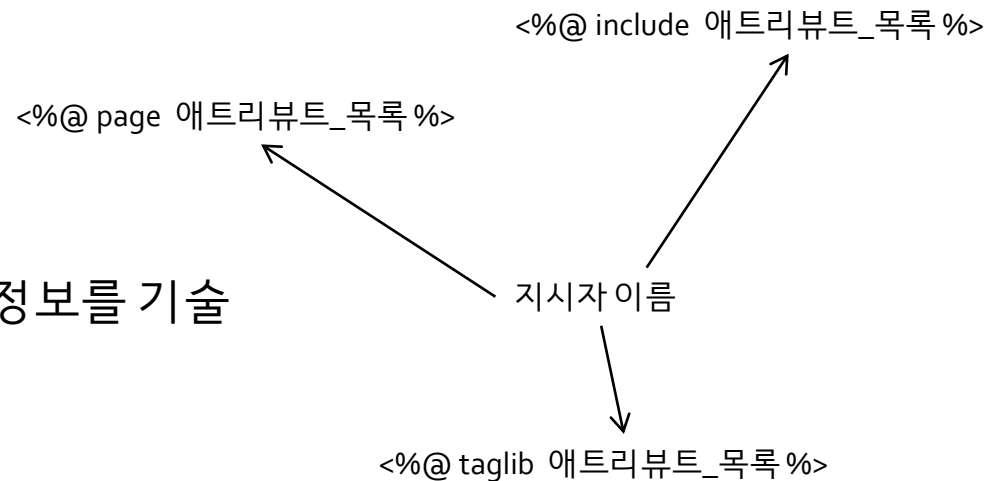 <%@ include 애트리뷰트_목록 %>
<%@ page 애트리뷰트_목록 %>
정보를 기술
지시자 이름
<%@ taglib 애트리뷰트_목록 %>